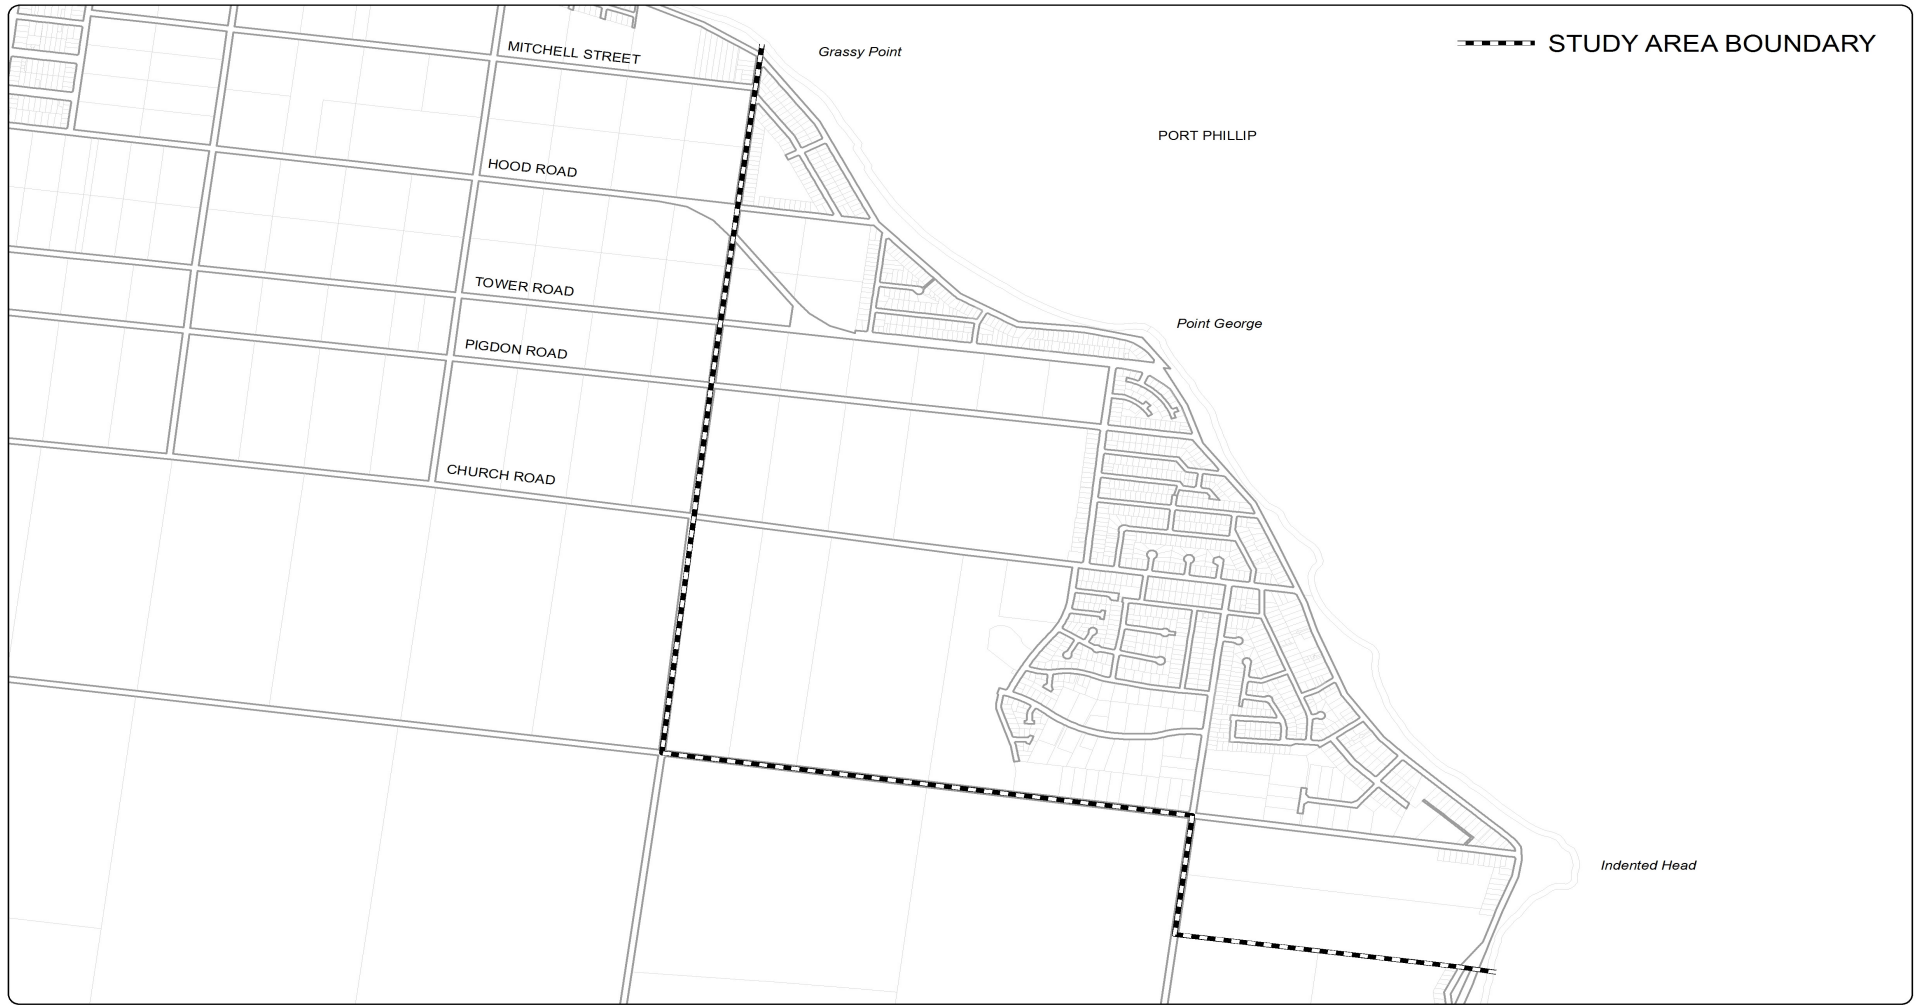 STUDY AREA BOUNDARY
MITCHELL STREET
Grassy Point
PORT PHILLIP
HOOD ROAD
TOWER ROAD
Point George
PIGDON ROAD
CHURCH ROAD
Indented Head